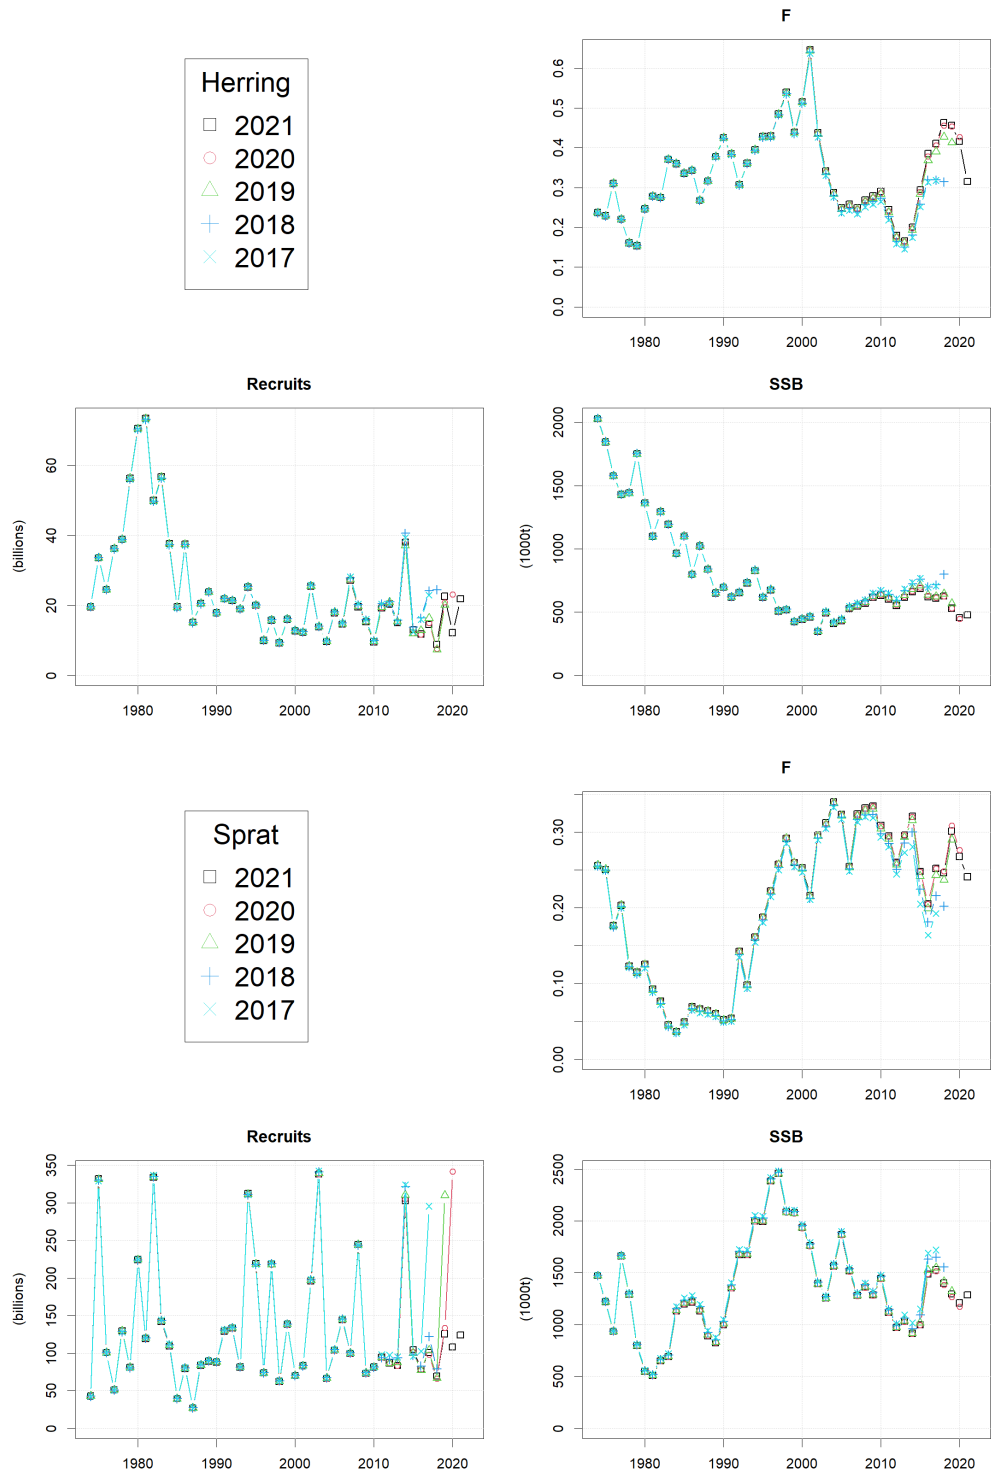 F
Herring
2021
2020
2019
2018
2017
0.0 0.1 0.2 0.3 0.4 0.5 0.6
1980 1990 2000 2010 2020
Recruits
SSB
(billions)
0 20 40 60
1980 1990 2000 2010 2020
(1000t)
0 500 1000 1500 2000
1980 1990 2000 2010 2020
F
Sprat
2021
2020
2019
2018
2017
0.00 0.10 0.20 0.30
1980 1990 2000 2010 2020
Recruits
SSB
(billions)
0 50 100 150 200 250 300 350
1980 1990 2000 2010 2020
(1000t)
0 500 1000 1500 2000 2500
1980 1990 2000 2010 2020